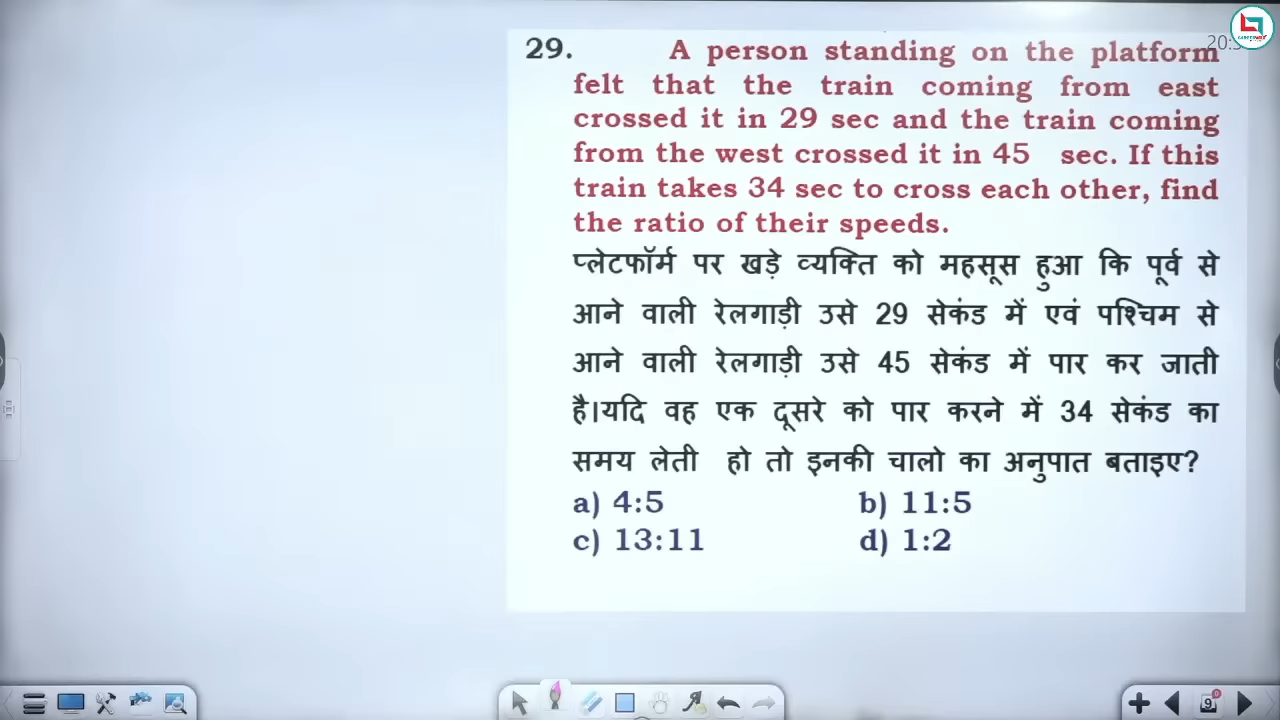 29. A person standing on the platform
felt that the train coming from east
crossed it in 29 sec and the train coming
from the west crossed it in 45 sec. If this
train takes 34 sec to cross each other, find
the ratio of their speeds.
प्लेटफॉर्म पर खड़े व्यक्ति को महसूस हुआ कि पूर्व से
आने वाली रेलगाड़ी उसे 29 सेकंड में एवं पश्चिम से
आने वाली रेलगाड़ी उसे 45 सेकंड में पार कर जाती
है।यदि वह एक दूसरे को पार करने में 34 सेकंड का
समय लेती हो तो इनकी चालो का अनुपात बताइए?
a) 4:5 b) 11:5
c) 13:11 d) 1:2